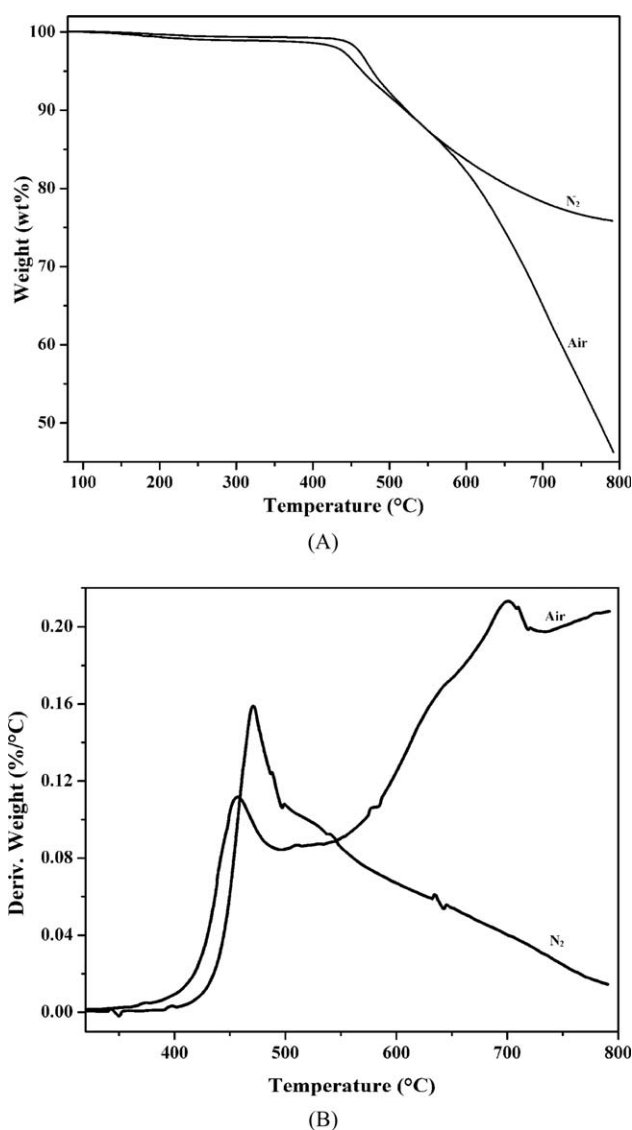 100
90
80
70
60
50
Weight (wt%)
N₂
Air
100 200 300 400 500 600 700 800
Temperature (°C)
(A)
0.20
0.16
0.12
0.08
0.04
0.00
Deriv. Weight (%/°C)
Air
N₂
400 500 600 700 800
Temperature (°C)
(B)